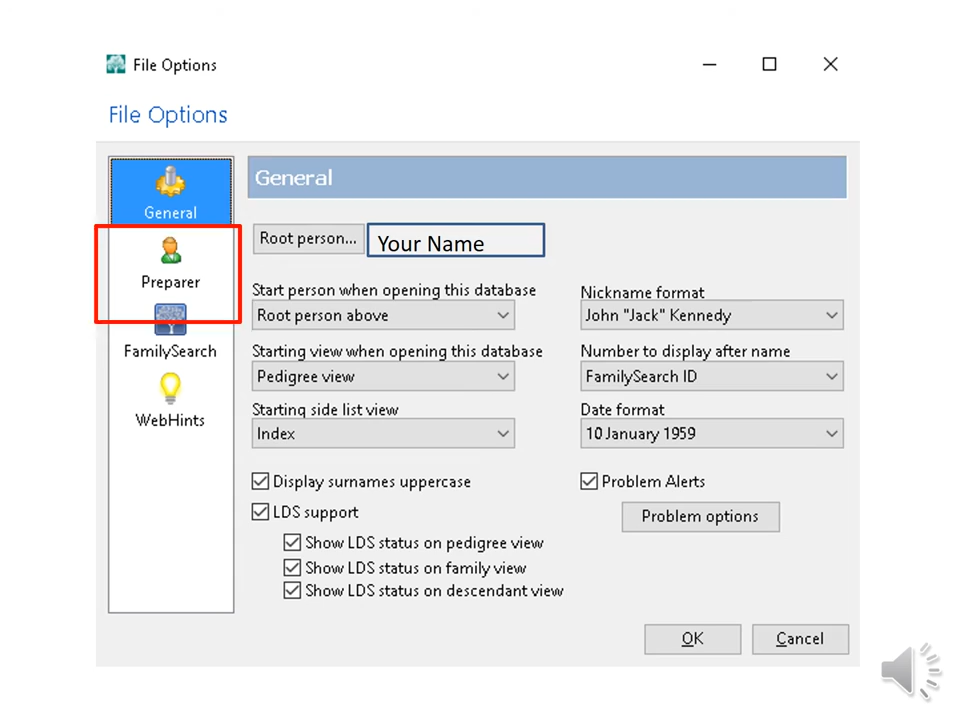 File Options
File Options
General
Preparer
FamilySearch
WebHints
General
Root person... Your Name
Start person when opening this database
Root person above
Starting view when opening this database
Pedigree view
Starting side list view
Index
Nickname format
John "Jack" Kennedy
Number to display after name
FamilySearch ID
Date format
10 January 1959
Display surnames uppercase
LDS support
Show LDS status on pedigree view
Show LDS status on family view
Show LDS status on descendant view
Problem Alerts
Problem options
OK Cancel